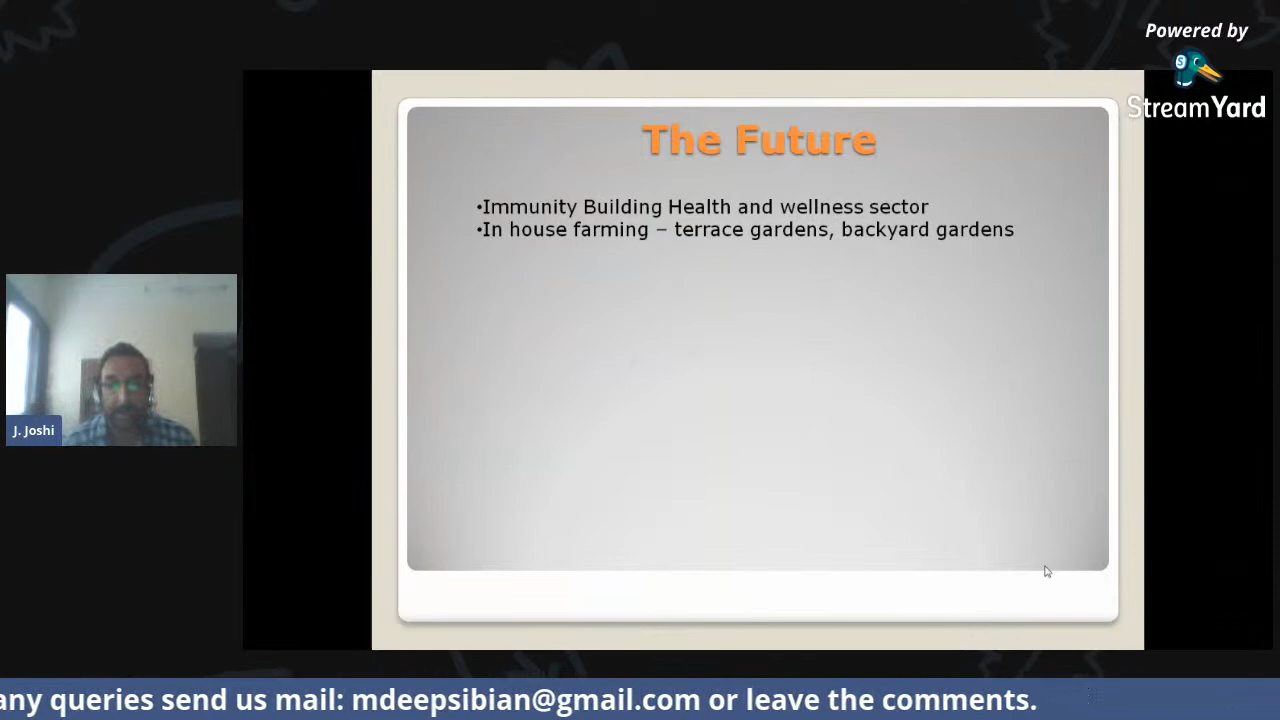 Powered by
StreamYard
The Future
•Immunity Building Health and wellness sector
•In house farming – terrace gardens, backyard gardens
J. Joshi
any queries send us mail: mdeepsibian@gmail.com or leave the comments.